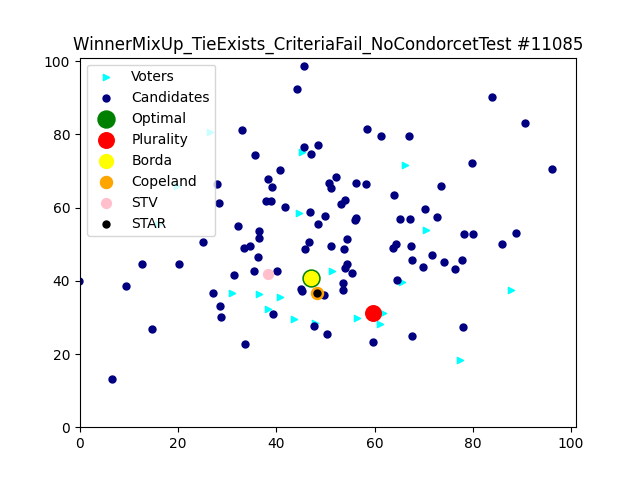 WinnerMixUp_TieExists_CriteriaFail_NoCondorcetTest #11085
Voters
Candidates
Optimal
Plurality
Borda
Copeland
STV
STAR
100
80
60
40
20
0
0 20 40 60 80 100